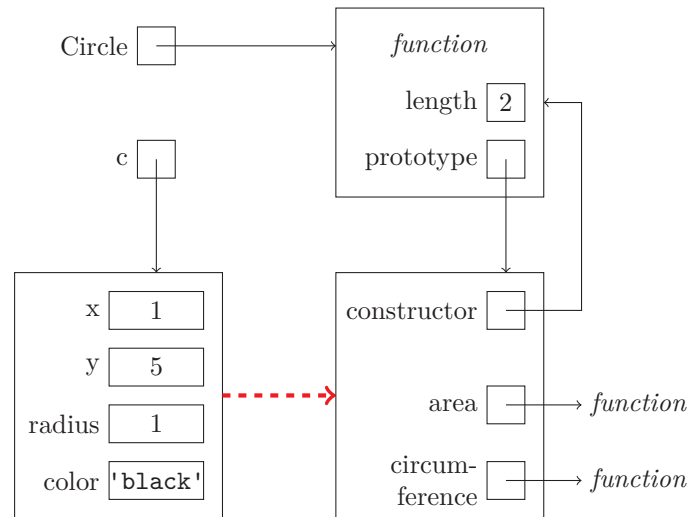 Circle
function
length 2
c
prototype
x 1
y 5
radius 1
color 'black'
constructor
area
function
circum-
ference
function